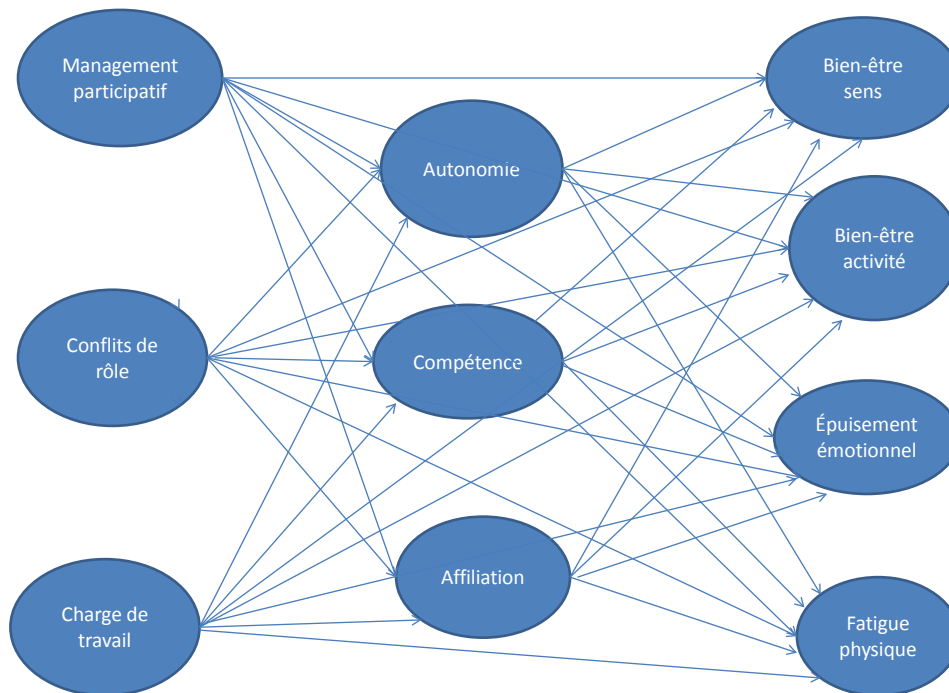 Management
participatif
Bien-être
sens
Autonomie
Bien-être
activité
Conflits de
rôle
Compétence
Épuisement
émotionnel
Affiliation
Charge de
travail
Fatigue
physique